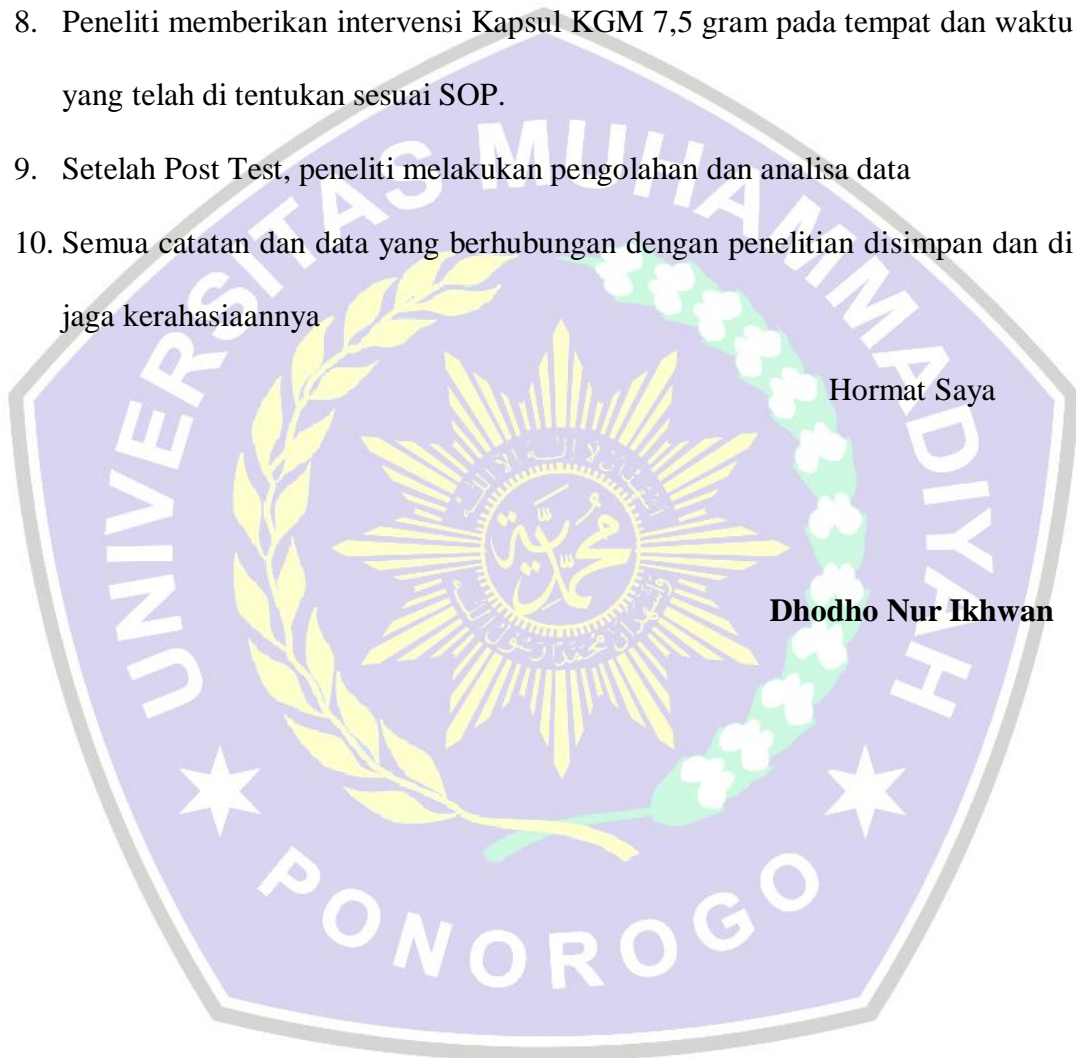 8. Peneliti memberikan intervensi Kapsul KGM 7,5 gram pada tempat dan waktu
yang telah di tentukan sesuai SOP.
9. Setelah Post Test, peneliti melakukan pengolahan dan analisa data
10. Semua catatan dan data yang berhubungan dengan penelitian disimpan dan di
jaga kerahasiaannya
Hormat Saya
Dhodho Nur Ikhwan
UNIVERSITAS MUHAMMADIYAH
PONOROGO
محمدية